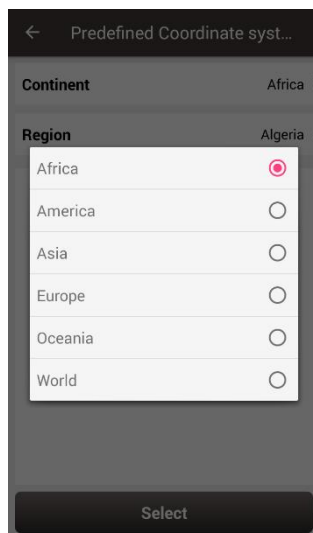 Predefined Coordinate syst...
Continent Africa
Region Algeria
Africa
America
Asia
Europe
Oceania
World
Select